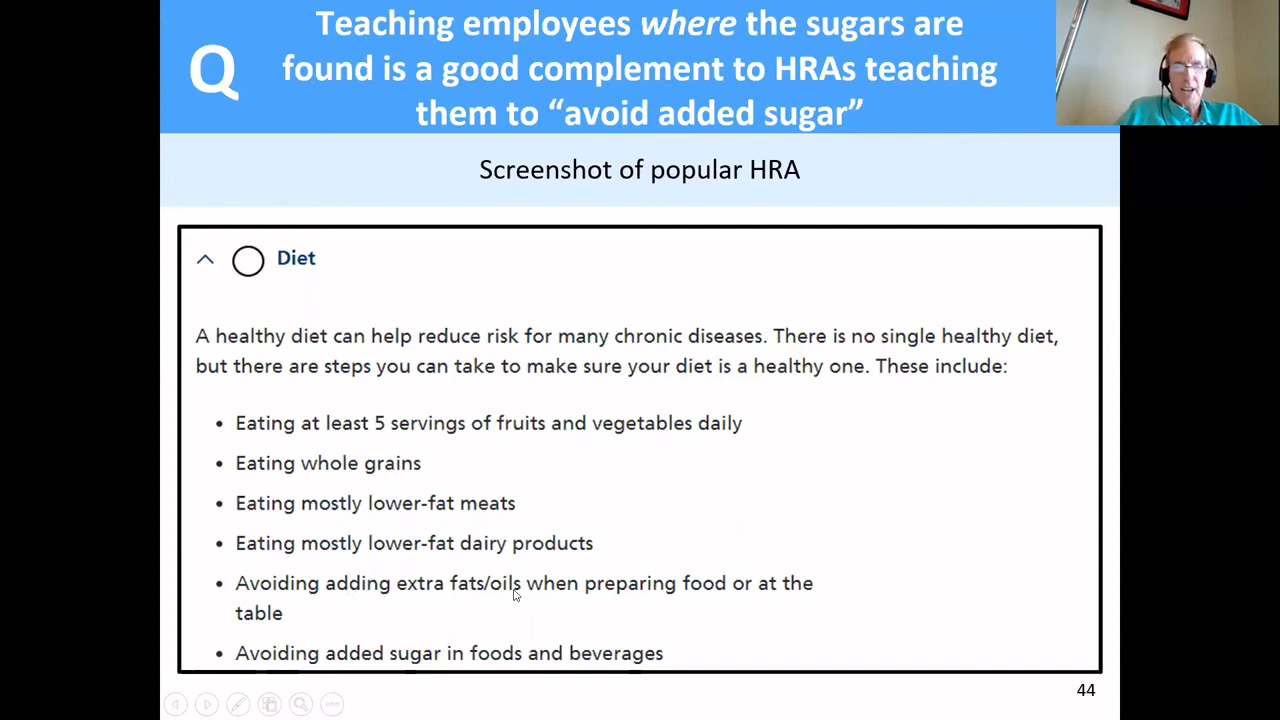 Teaching employees where the sugars are
Q
found is a good complement to HRAs teaching
them to “avoid added sugar”
Screenshot of popular HRA
Diet
A healthy diet can help reduce risk for many chronic diseases. There is no single healthy diet,
but there are steps you can take to make sure your diet is a healthy one. These include:
• Eating at least 5 servings of fruits and vegetables daily
• Eating whole grains
• Eating mostly lower-fat meats
• Eating mostly lower-fat dairy products
• Avoiding adding extra fats/oils when preparing food or at the
table
• Avoiding added sugar in foods and beverages
44